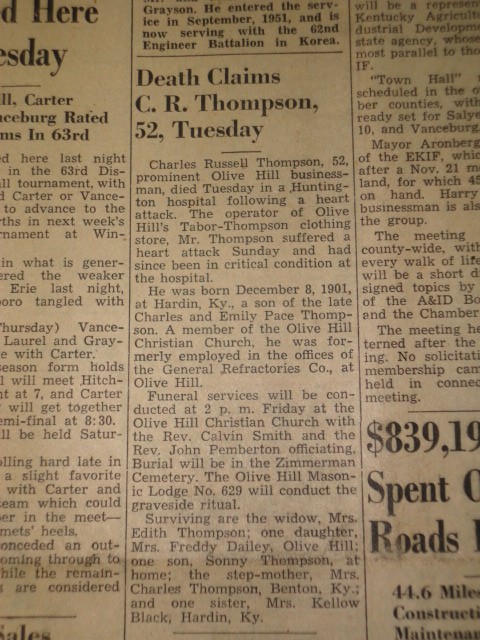 d Here
esday
ll, Carter
nceburg Rated
ms In 63rd
ed here last night
in the 63rd Dis-
all tournament, with
d Carter or Vance-
to advance to the
rths in next week's
rnament at Win-
in what is gener-
ered the weaker
Erie last night,
boro tangled with
Thursday) Vance-
Laurel and Gray-
e with Carter.
season form holds
l will meet Hitch-
nt at 7, and Carter
will get together
emi-final at 8:30.
ll be held Satur-
olling hard late in
a slight favorite
with Carter and
team which could
per in the meet—
mets' heels.
conceded an out-
oming through to
while the remain-
s are considered
Sales
Grayson. He entered the serv-
ice in September, 1951, and is
now serving with the 62nd
Engineer Battalion in Korea.
Death Claims
C. R. Thompson,
52, Tuesday
Charles Russell Thompson, 52,
prominent Olive Hill business-
man, died Tuesday in a Hunting-
ton hospital following a heart
attack. The operator of Olive
Hill's Tabor-Thompson clothing
store, Mr. Thompson suffered a
heart attack Sunday and had
since been in critical condition at
the hospital.
He was born December 8, 1901,
at Hardin, Ky., a son of the late
Charles and Emily Pace Thomp-
son. A member of the Olive Hill
Christian Church, he was for-
merly employed in the offices of
the General Refractories Co., at
Olive Hill.
Funeral services will be con-
ducted at 2 p. m. Friday at the
Olive Hill Christian Church with
the Rev. Calvin Smith and the
Rev. John Pemberton officiating.
Burial will be in the Zimmerman
Cemetery. The Olive Hill Mason-
ic Lodge No. 629 will conduct the
graveside ritual.
Surviving are the widow, Mrs.
Edith Thompson; one daughter,
Mrs. Freddy Dailey, Olive Hill;
one son, Sonny Thompson, at
home; the step-mother, Mrs.
Charles Thompson, Benton, Ky.;
and one sister, Mrs. Kellow
Black, Hardin, Ky.
will be a represen
Kentucky Agricultu
dustrial Developme
state agency, whose
most parallel to tho
IF.
"Town Hall"
scheduled in the o
ber counties, with
ready set for Salye
10, and Vanceburg
Mayor Aronberg
of the EKIF, whic
after a Nov. 21 m
land, for which 45
on hand. Harry
businessman is als
the group.
The meeting
county-wide, with
every walk of life
will be a short d
signed topics by
of the A&ID Bo
and the Chamber
The meeting he
terned after the
ing. No solicitati
membership cam
held in connec
meeting.
$839,19
Spent O
Roads
44.6 Miles
Constructi
Maintenan